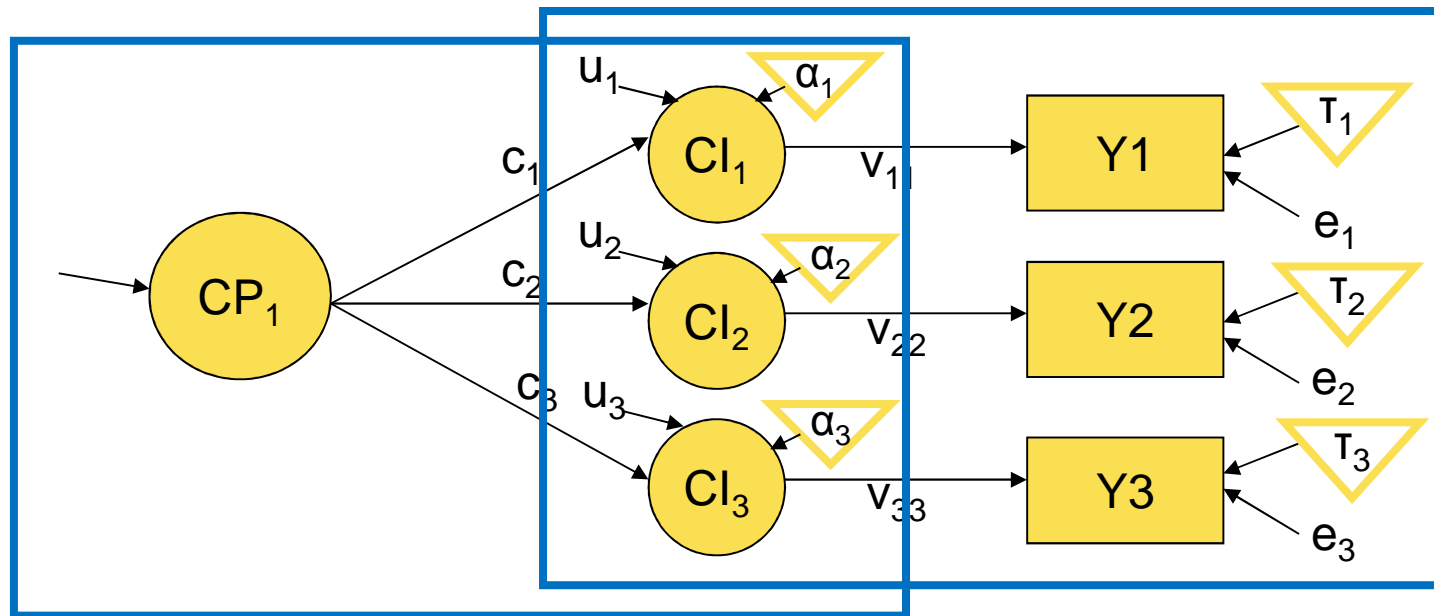 u₁
α₁
CI₁
c₁
v₁₁
Y1
τ₁
e₁
CP₁
u₂
α₂
CI₂
c₂
v₂₂
Y2
τ₂
e₂
c₃
u₃
α₃
CI₃
v₃₃
Y3
τ₃
e₃